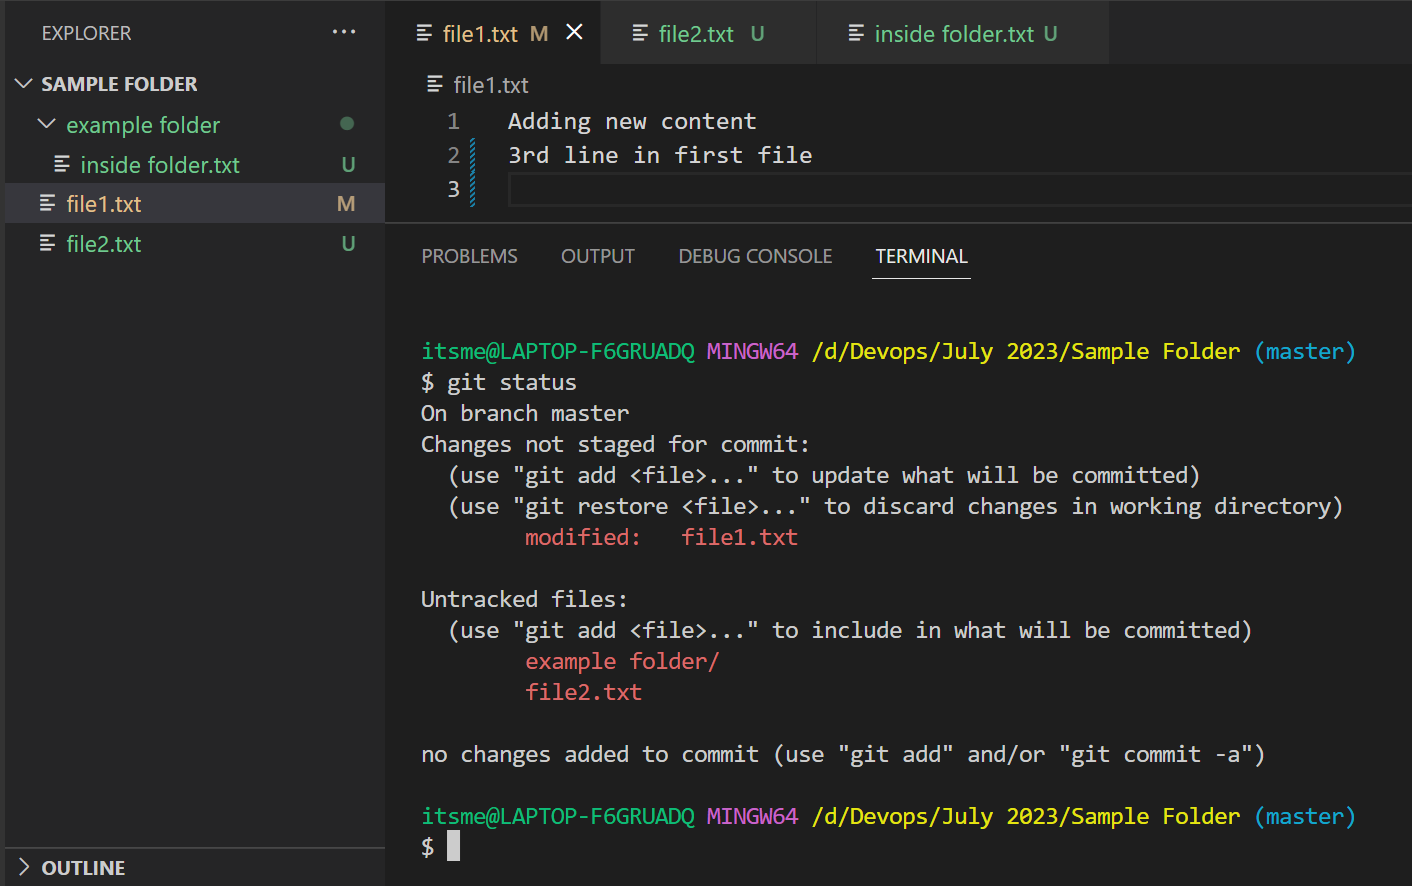 EXPLORER
SAMPLE FOLDER
example folder
inside folder.txt U
file1.txt M
file2.txt U
OUTLINE
file1.txt M
file2.txt U
inside folder.txt U
file1.txt
1 Adding new content
2 3rd line in first file
3
PROBLEMS OUTPUT DEBUG CONSOLE TERMINAL
itsme@LAPTOP-F6GRUADQ MINGW64 /d/Devops/July 2023/Sample Folder (master)
$ git status
On branch master
Changes not staged for commit:
  (use "git add <file>..." to update what will be committed)
  (use "git restore <file>..." to discard changes in working directory)
        modified:   file1.txt

Untracked files:
  (use "git add <file>..." to include in what will be committed)
        example folder/
        file2.txt

no changes added to commit (use "git add" and/or "git commit -a")

itsme@LAPTOP-F6GRUADQ MINGW64 /d/Devops/July 2023/Sample Folder (master)
$